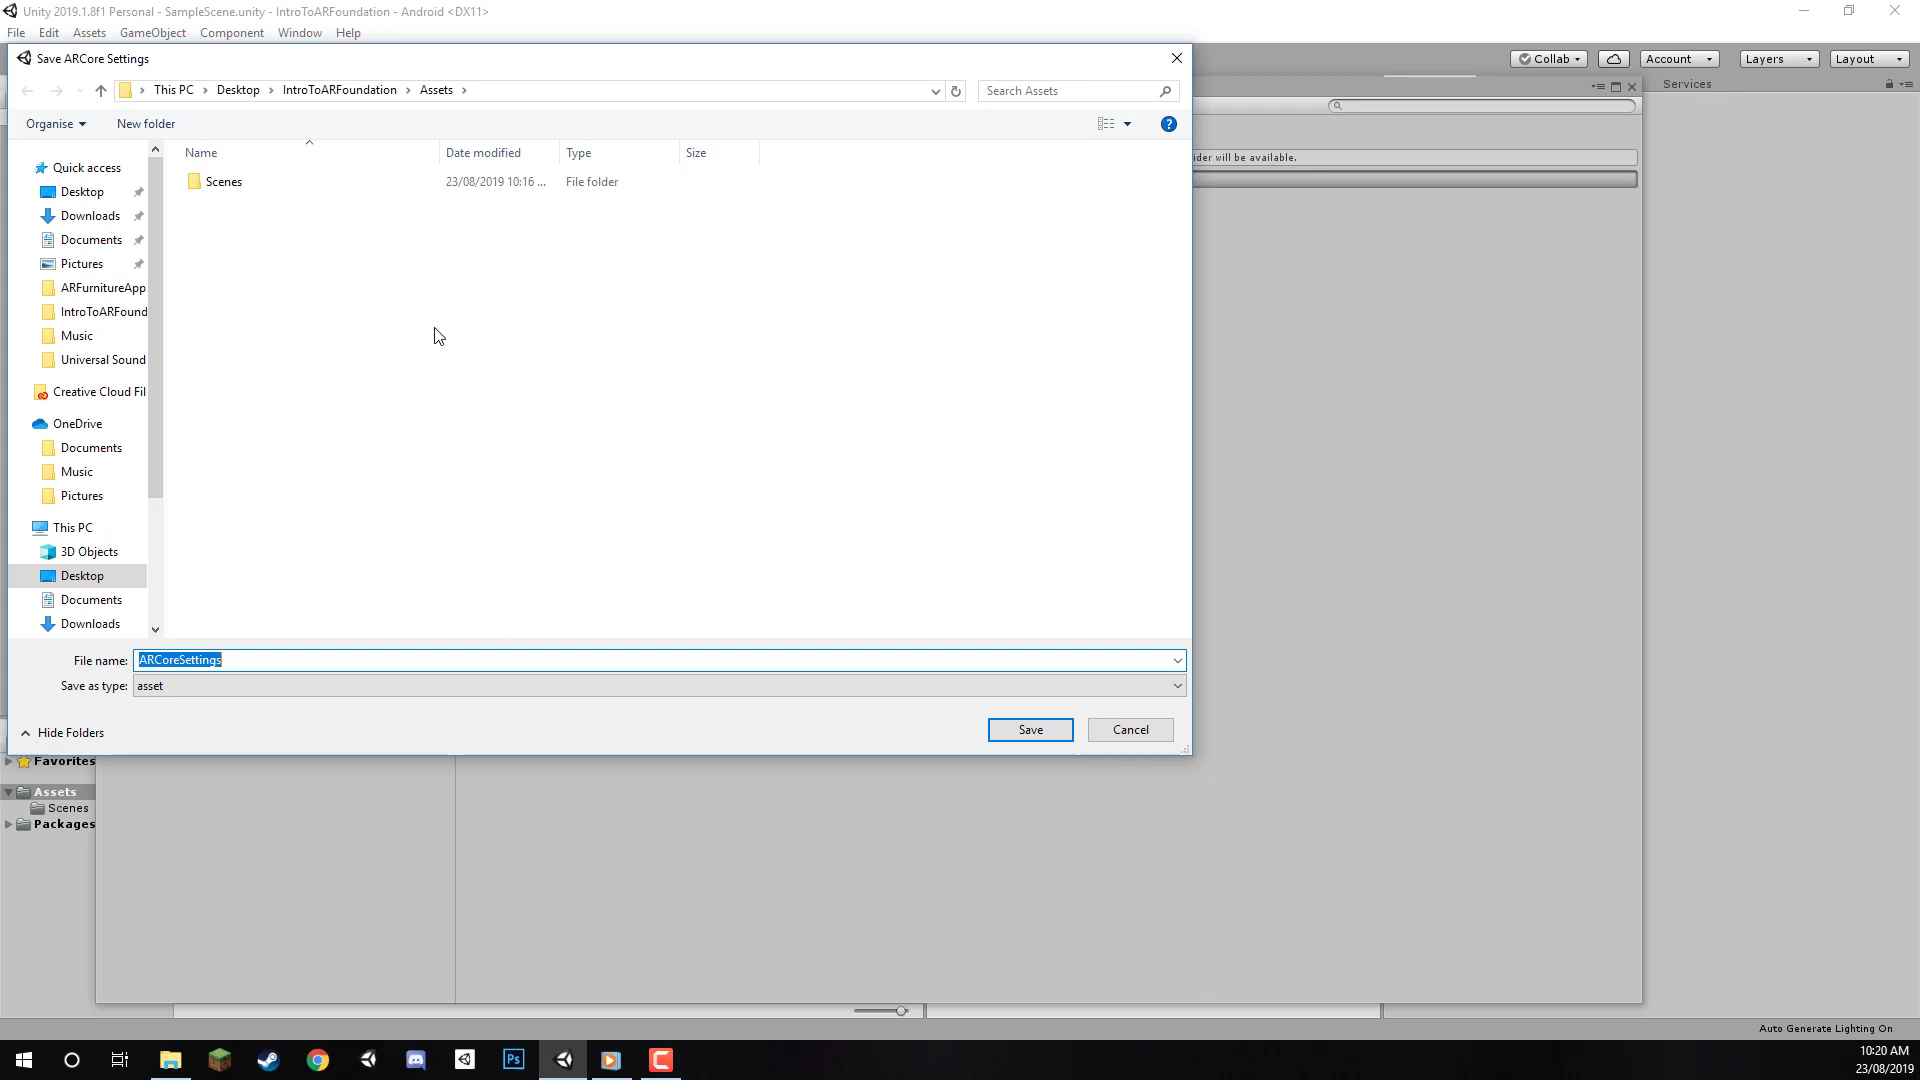 Unity 2019.1.8f1 Personal - SampleScene.unity - IntroToARFoundation - Android <DX11>
File Edit Assets GameObject Component Window Help
Save ARCore Settings
Collab Account Layers Layout
This PC Desktop IntroToARFoundation Assets
Search Assets
Services
Organise New folder
Name Date modified Type Size
ider will be available.
Quick access
Scenes 23/08/2019 10:16 ... File folder
Desktop
Downloads
Documents
Pictures
ARFurnitureApp
IntroToARFound
Music
Universal Sound
Creative Cloud Fil
OneDrive
Documents
Music
Pictures
This PC
3D Objects
Desktop
Documents
Downloads
File name: ARCoreSettings
Save as type: asset
Hide Folders
Save Cancel
Favorites
Assets
Scenes
Packages
Auto Generate Lighting On
Ps
10:20 AM
23/08/2019